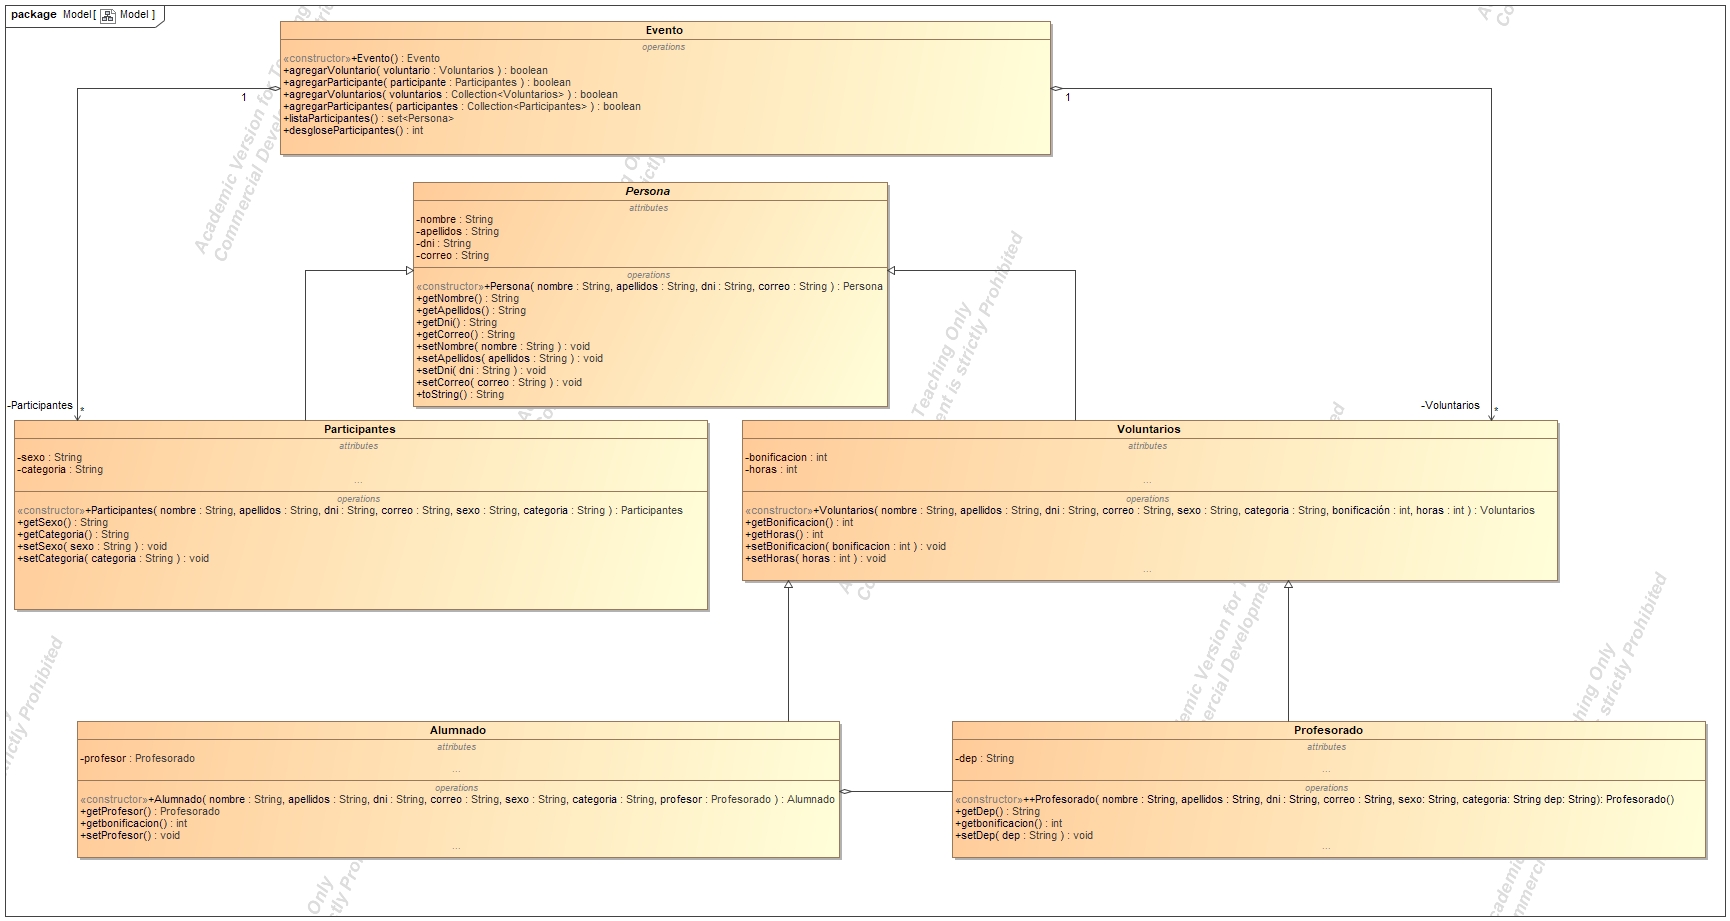 package Model[ Model ]
Evento
operations
«constructor»+Evento() : Evento
+agregarVoluntario( voluntario : Voluntarios ) : boolean
+agregarParticipante( participante : Participantes ) : boolean
+agregarVoluntarios( voluntarios : Collection<Voluntarios> ) : boolean
+agregarParticipantes( participantes : Collection<Participantes> ) : boolean
+listaParticipantes() : set<Persona>
+desgloseParticipantes() : int
1
1
Persona
attributes
-nombre : String
-apellidos : String
-dni : String
-correo : String
operations
«constructor»+Persona( nombre : String, apellidos : String, dni : String, correo : String ) : Persona
+getNombre() : String
+getApellidos() : String
+getDni() : String
+getCorreo() : String
+setNombre( nombre : String ) : void
+setApellidos( apellidos : String ) : void
+setDni( dni : String ) : void
+setCorreo( correo : String ) : void
+toString() : String
-Participantes
*
-Voluntarios
*
Participantes
attributes
-sexo : String
-categoria : String
...
operations
«constructor»+Participantes( nombre : String, apellidos : String, dni : String, correo : String, sexo : String, categoria : String ) : Participantes
+getSexo() : String
+getCategoria() : String
+setSexo( sexo : String ) : void
+setCategoria( categoria : String ) : void
Voluntarios
attributes
-bonificacion : int
-horas : int
...
operations
«constructor»+Voluntarios( nombre : String, apellidos : String, dni : String, correo : String, sexo : String, categoria : String, bonificación : int, horas : int ) : Voluntarios
+getBonificacion() : int
+getHoras() : int
+setBonificacion( bonificacion : int ) : void
+setHoras( horas : int ) : void
...
Alumnado
attributes
-profesor : Profesorado
...
operations
«constructor»+Alumnado( nombre : String, apellidos : String, dni : String, correo : String, sexo : String, categoria : String, profesor : Profesorado ) : Alumnado
+getProfesor() : Profesorado
+getbonificacion() : int
+setProfesor() : void
...
Profesorado
attributes
-dep : String
...
operations
«constructor»++Profesorado( nombre : String, apellidos : String, dni : String, correo : String, sexo: String, categoria: String dep: String): Profesorado()
+getDep() : String
+getbonificacion() : int
+setDep( dep : String ) : void
...
Academic Version for
Commercial
Teaching Only
is strictly Prohibited
Version for
Development
Only
strictly Prohibited
Prohibited
Only